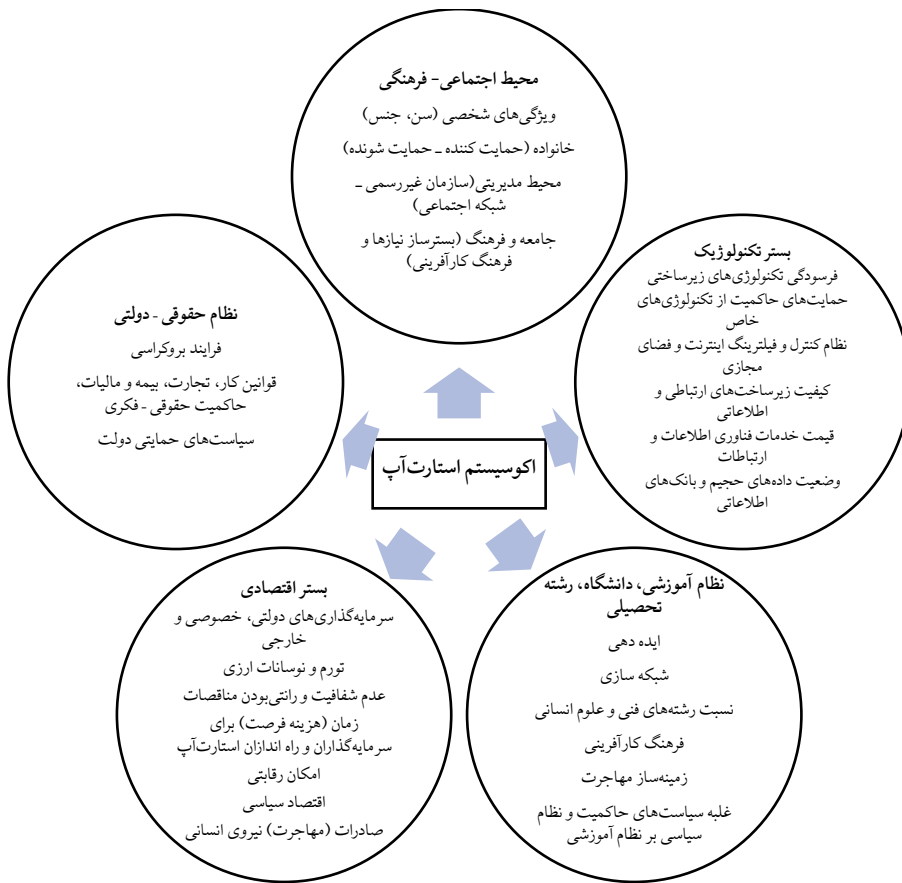 محیط اجتماعی- فرهنگی
ویژگی‌های شخصی (سن، جنس)
خانواده (حمایت کننده ـ حمایت شونده)
محیط مدیریتی(سازمان غیررسمی ـ
شبکه اجتماعی)
جامعه و فرهنگ (بسترساز نیازها و
فرهنگ کارآفرینی)
بستر تکنولوژیک
فرسودگی تکنولوژی‌های زیرساختی
حمایت‌های حاکمیت از تکنولوژی‌های
خاص
نظام کنترل و فیلترینگ اینترنت و فضای
مجازی
کیفیت زیرساخت‌های ارتباطی و
اطلاعاتی
قیمت خدمات فناوری اطلاعات و
ارتباطات
وضعیت داده‌های حجیم و بانک‌های
اطلاعاتی
نظام حقوقی - دولتی
فرایند بروکراسی
قوانین کار، تجارت، بیمه و مالیات،
حاکمیت حقوقی - فکری
سیاست‌های حمایتی دولت
اکوسیستم استارت‌آپ
نظام آموزشی، دانشگاه، رشته
تحصیلی
ایده دهی
شبکه سازی
نسبت رشته‌های فنی و علوم انسانی
فرهنگ کارآفرینی
زمینه‌ساز مهاجرت
غلبه سیاست‌های حاکمیت و نظام
سیاسی بر نظام آموزشی
بستر اقتصادی
سرمایه‌گذاری‌های دولتی، خصوصی و
خارجی
تورم و نوسانات ارزی
عدم شفافیت و رانتی‌بودن مناقصات
زمان (هزینه فرصت) برای
سرمایه‌گذاران و راه اندازان استارت‌آپ
امکان رقابتی
اقتصاد سیاسی
صادرات (مهاجرت) نیروی انسانی